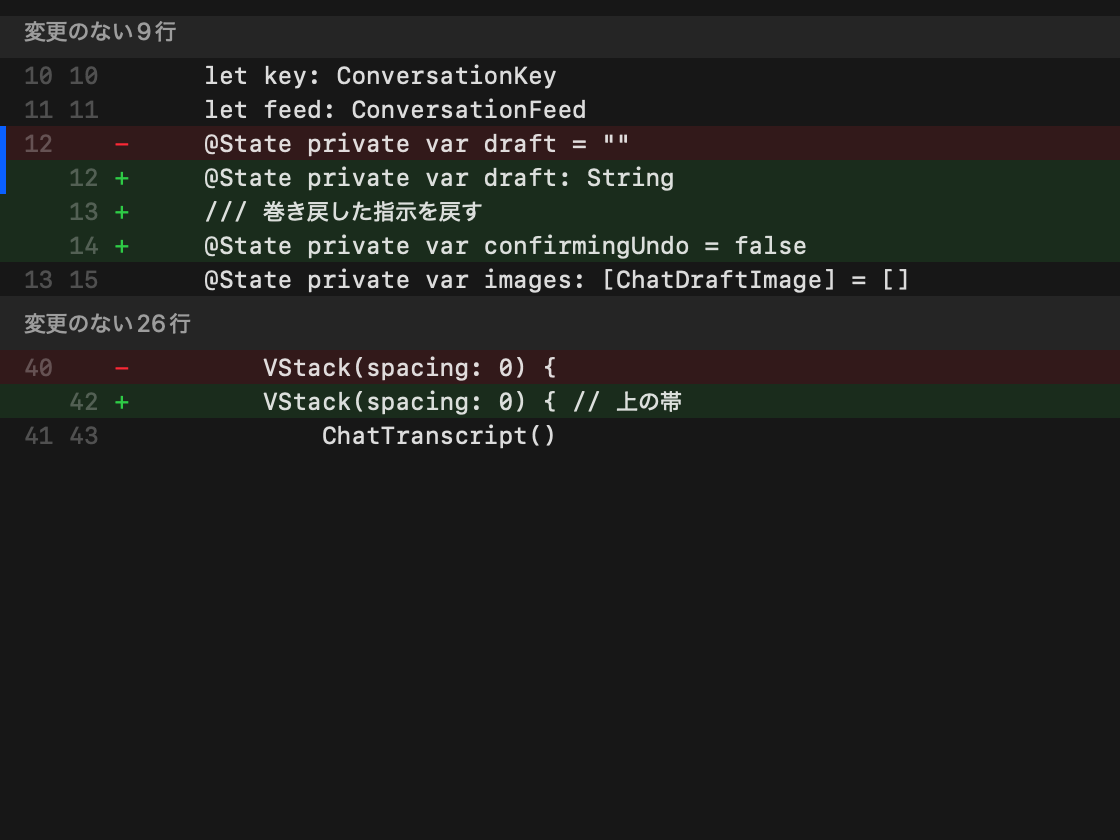 変更のない9行
10 10 let key: ConversationKey
11 11 let feed: ConversationFeed
12 − @State private var draft = ""
12 + @State private var draft: String
13 + /// 巻き戻した指示を戻す
14 + @State private var confirmingUndo = false
13 15 @State private var images: [ChatDraftImage] = []
変更のない26行
40 − VStack(spacing: 0) {
42 + VStack(spacing: 0) { // 上の帯
41 43 ChatTranscript()